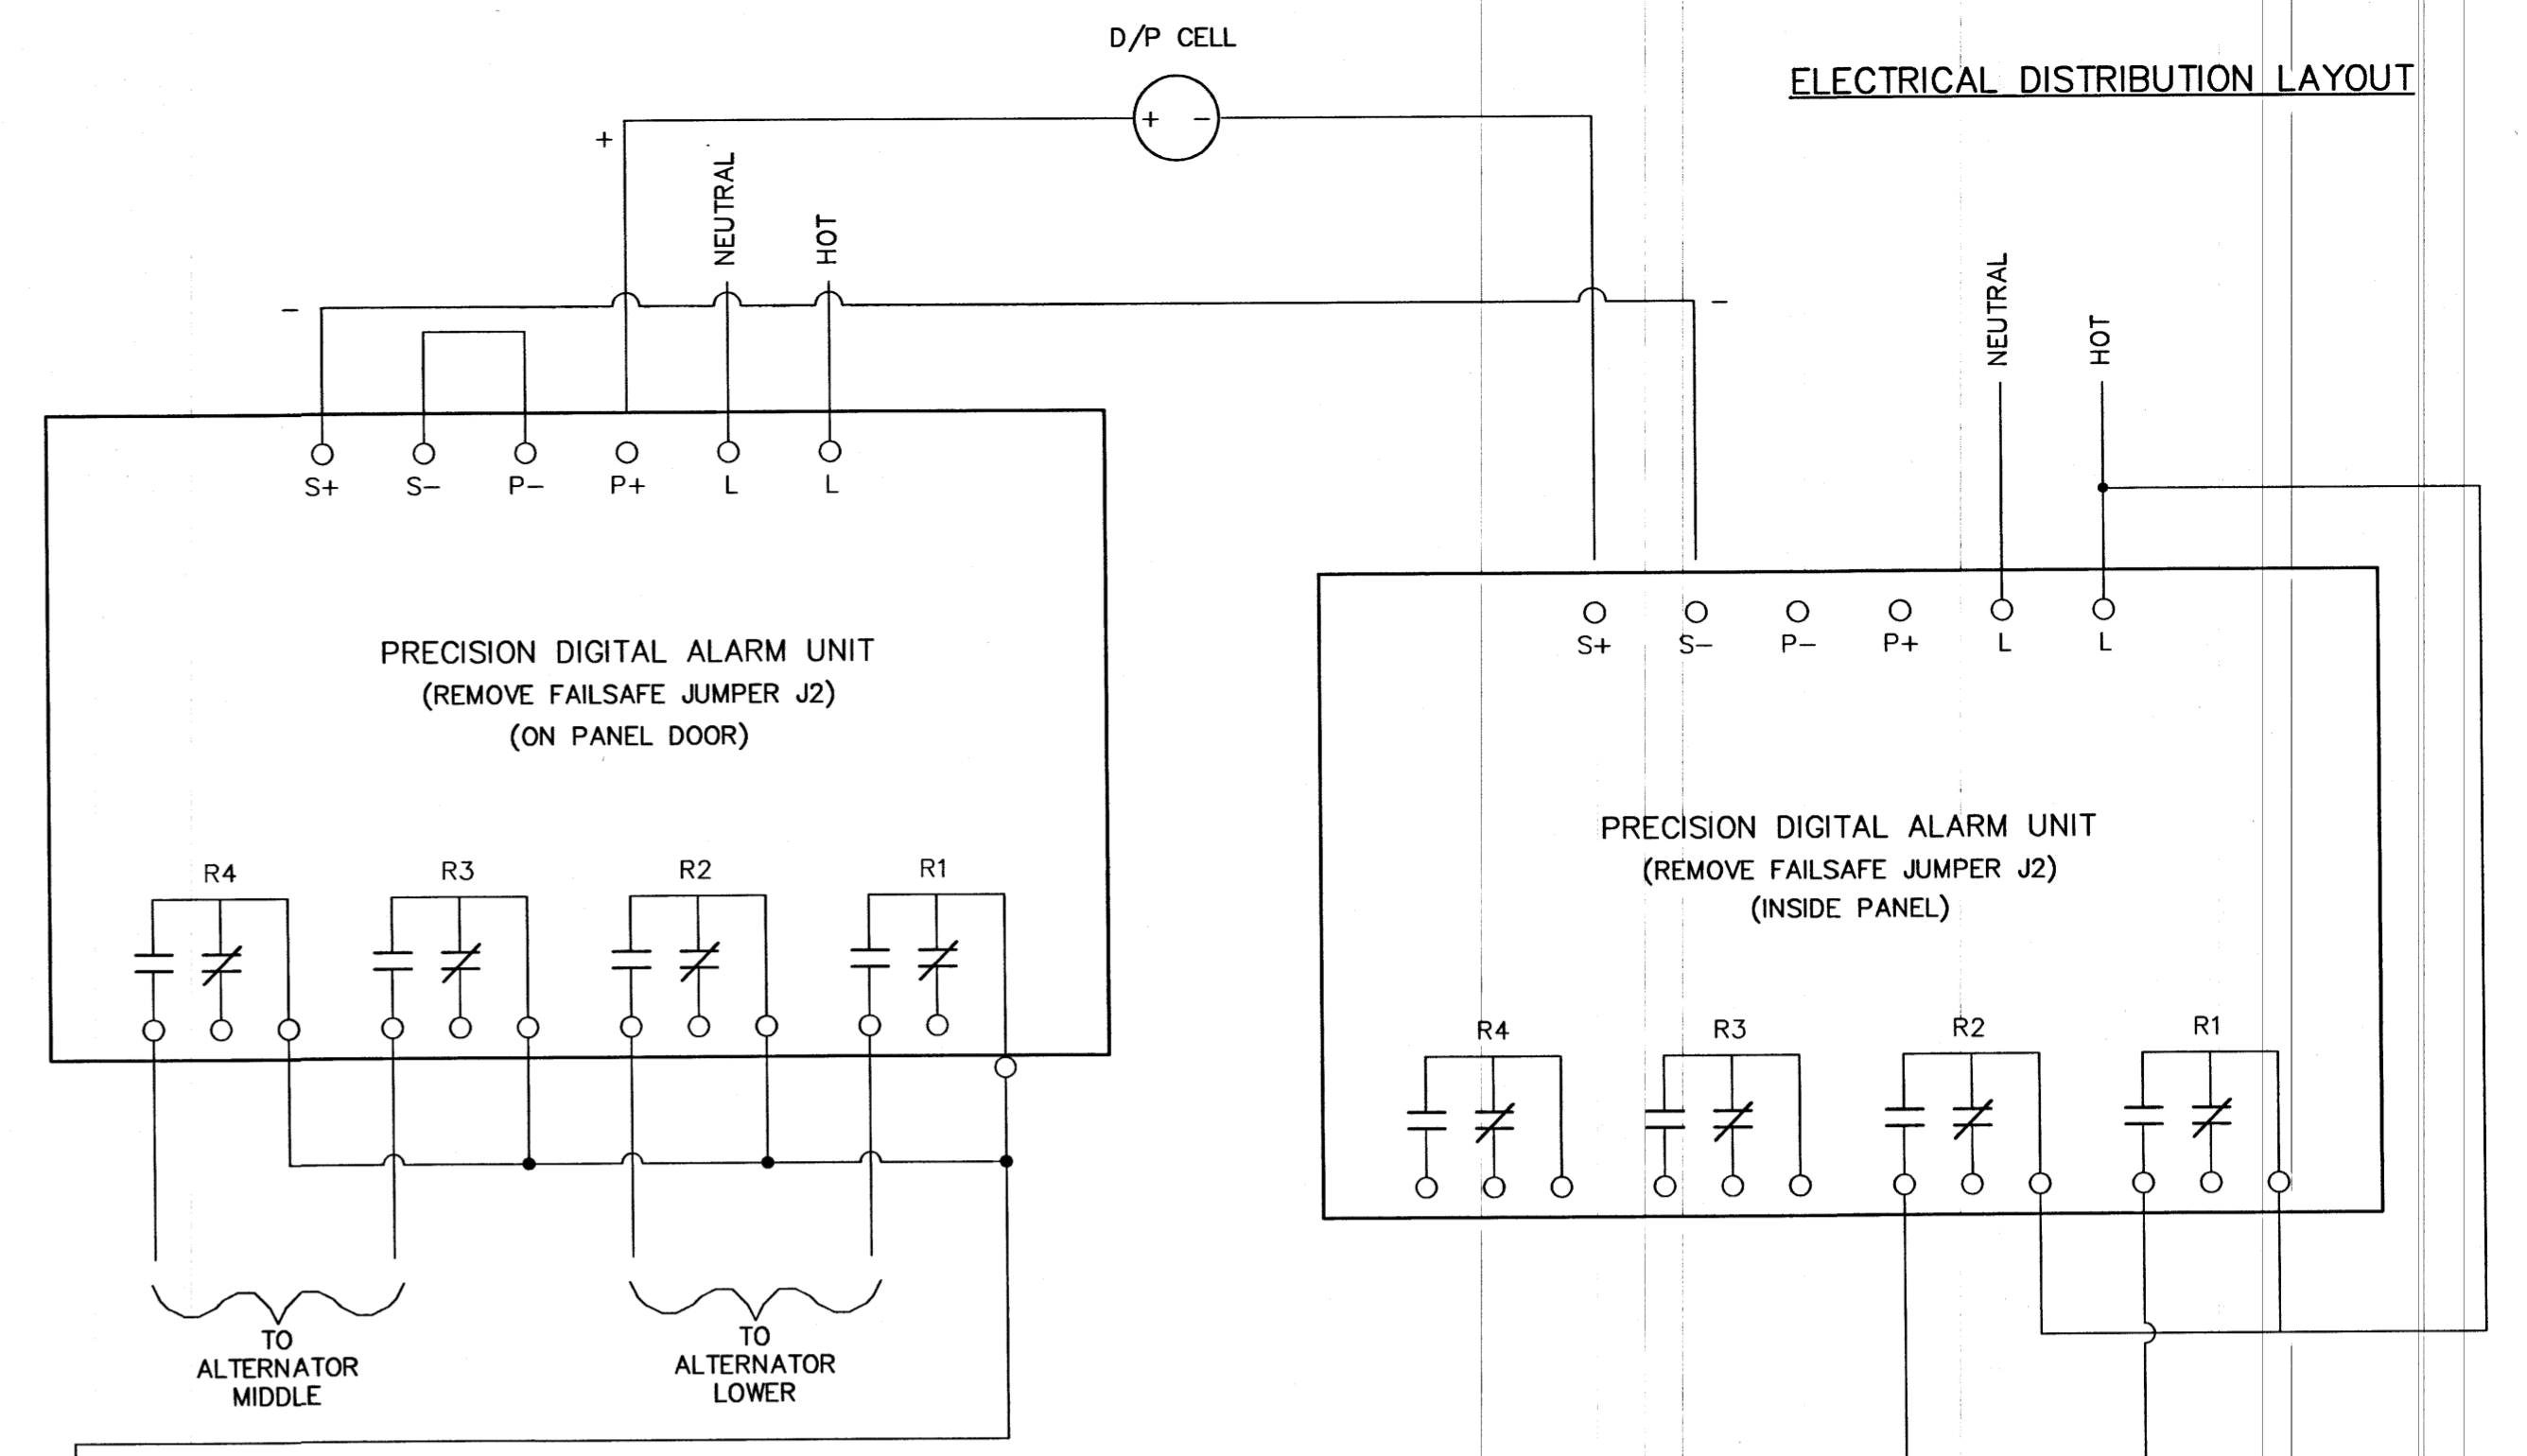 D/P CELL
ELECTRICAL DISTRIBUTION LAYOUT
+
+ −
NEUTRAL
HOT
−
−
NEUTRAL
HOT
S+ S− P− P+ L L
PRECISION DIGITAL ALARM UNIT
(REMOVE FAILSAFE JUMPER J2)
(ON PANEL DOOR)
R4 R3 R2 R1
TO
ALTERNATOR
MIDDLE
TO
ALTERNATOR
LOWER
S+ S− P− P+ L L
PRECISION DIGITAL ALARM UNIT
(REMOVE FAILSAFE JUMPER J2)
(INSIDE PANEL)
R4 R3 R2 R1